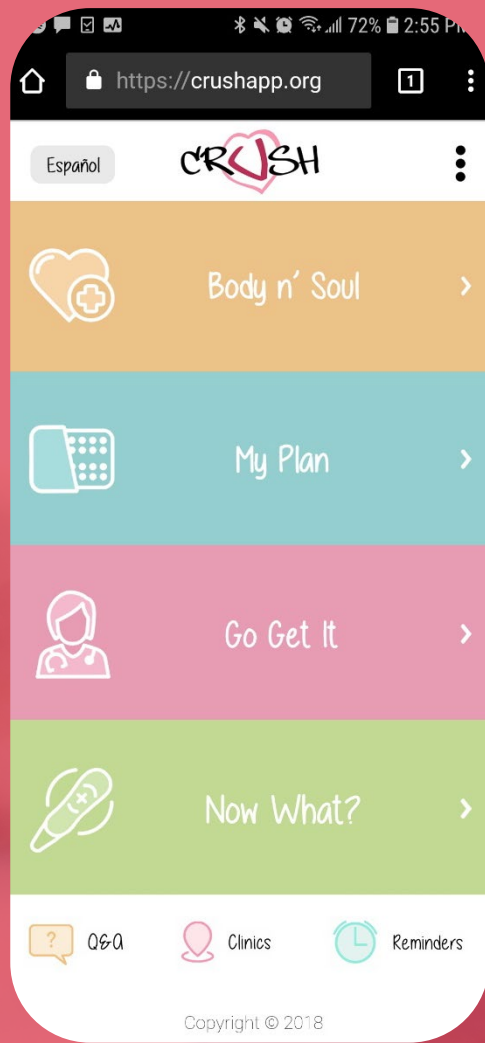 72% 2:55 PM
https://crushapp.org
1
Español
CRUSH
Body n' Soul
My Plan
Go Get It
Now What?
?
Q&A
Clinics
Reminders
Copyright © 2018